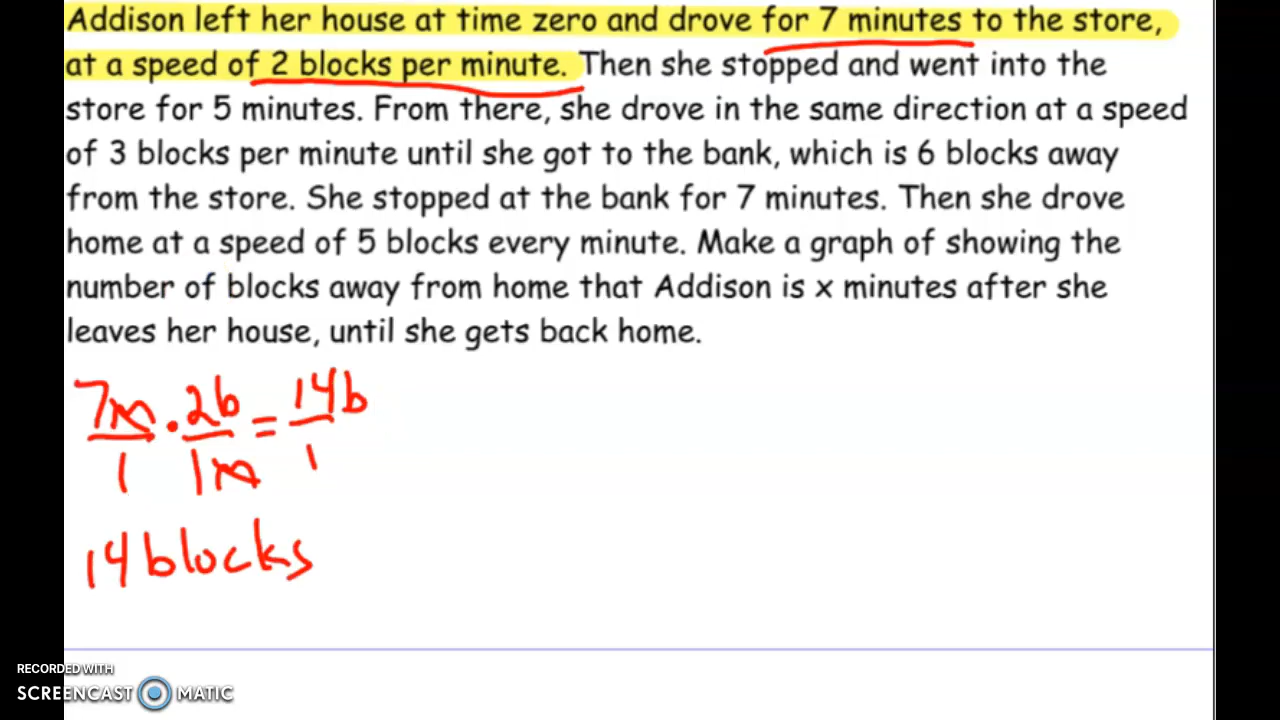 Addison left her house at time zero and drove for 7 minutes to the store,
at a speed of 2 blocks per minute. Then she stopped and went into the
store for 5 minutes. From there, she drove in the same direction at a speed
of 3 blocks per minute until she got to the bank, which is 6 blocks away
from the store. She stopped at the bank for 7 minutes. Then she drove
home at a speed of 5 blocks every minute. Make a graph of showing the
number of blocks away from home that Addison is x minutes after she
leaves her house, until she gets back home.
7m/1 · 2b/1m = 14b/1
14 blocks
RECORDED WITH
SCREENCAST MATIC